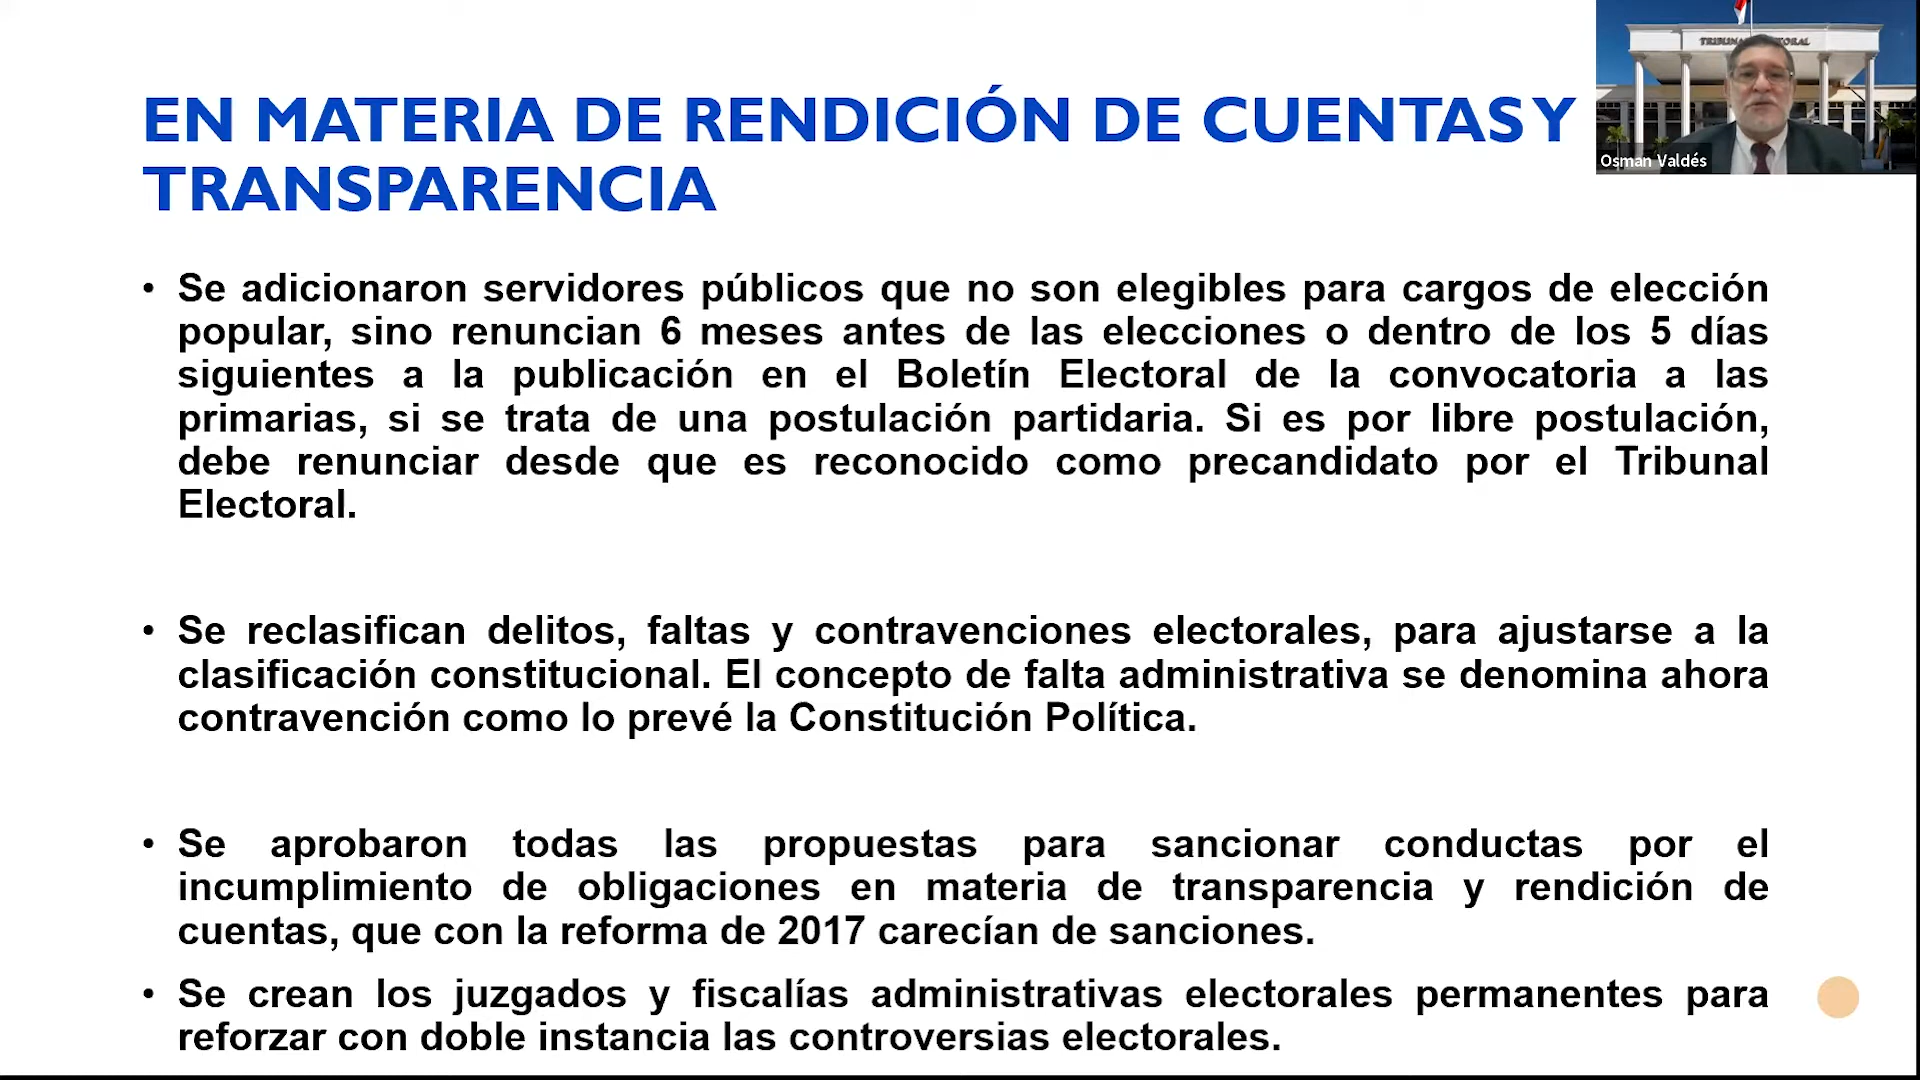 EN MATERIA DE RENDICIÓN DE CUENTAS Y
TRANSPARENCIA
TRIBUNAL ELECTORAL
Osman Valdés
• Se adicionaron servidores públicos que no son elegibles para cargos de elección
popular, sino renuncian 6 meses antes de las elecciones o dentro de los 5 días
siguientes a la publicación en el Boletín Electoral de la convocatoria a las
primarias, si se trata de una postulación partidaria. Si es por libre postulación,
debe renunciar desde que es reconocido como precandidato por el Tribunal
Electoral.
• Se reclasifican delitos, faltas y contravenciones electorales, para ajustarse a la
clasificación constitucional. El concepto de falta administrativa se denomina ahora
contravención como lo prevé la Constitución Política.
• Se aprobaron todas las propuestas para sancionar conductas por el
incumplimiento de obligaciones en materia de transparencia y rendición de
cuentas, que con la reforma de 2017 carecían de sanciones.
• Se crean los juzgados y fiscalías administrativas electorales permanentes para
reforzar con doble instancia las controversias electorales.